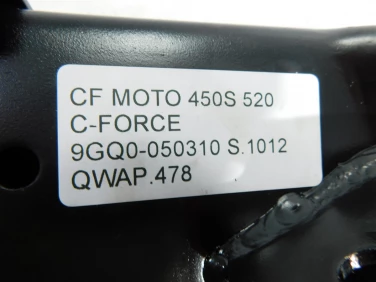 CF MOTO 450S 520
C-FORCE
9GQ0-050310 S.1012
QWAP.478